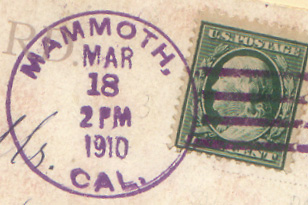 MAMMOTH,
MAR
18
2 PM
1910
CAL.
U.S. POSTAGE